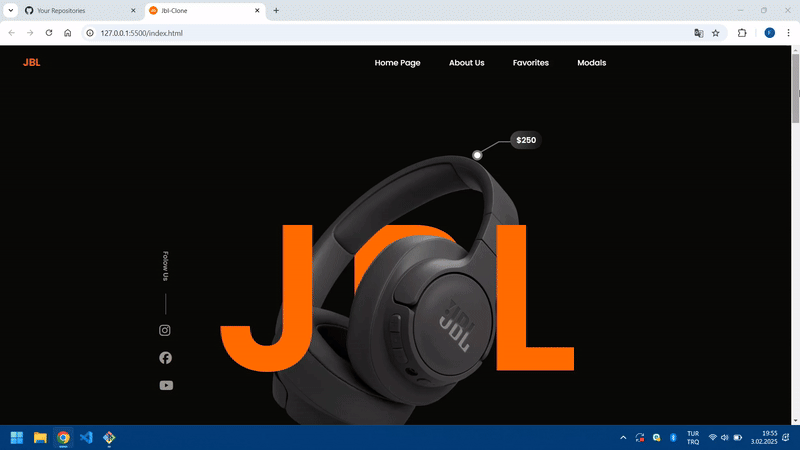 Your Repositories
Jbl-Clone
127.0.0.1:5500/index.html
JBL
Home Page
About Us
Favorites
Modals
$250
JBL
JBL
Folow Us
TUR
TRQ
19:55
3.02.2025